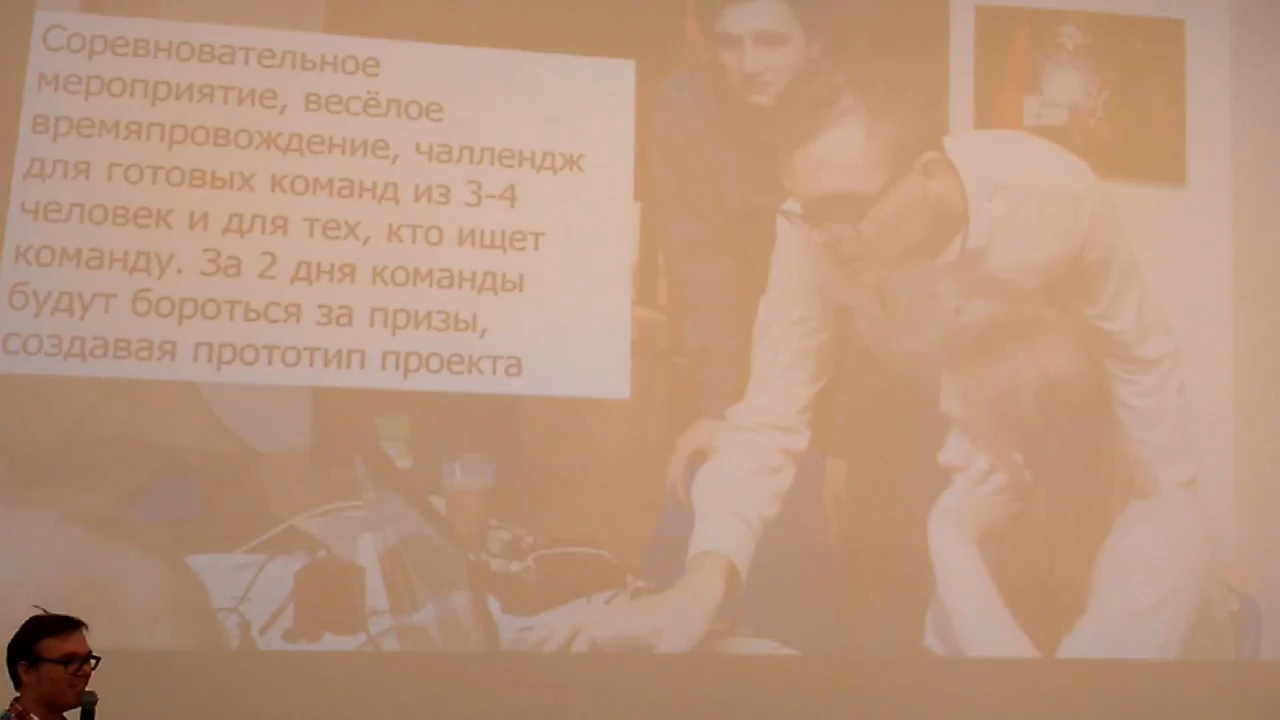 Соревновательное
мероприятие, весёлое
времяпровождение, чаллендж
для готовых команд из 3-4
человек и для тех, кто ищет
команду. За 2 дня команды
будут бороться за призы,
создавая прототип проекта